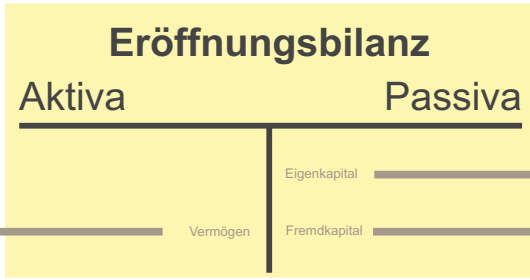 Eröffnungsbilanz
Aktiva Passiva
Eigenkapital
Vermögen Fremdkapital